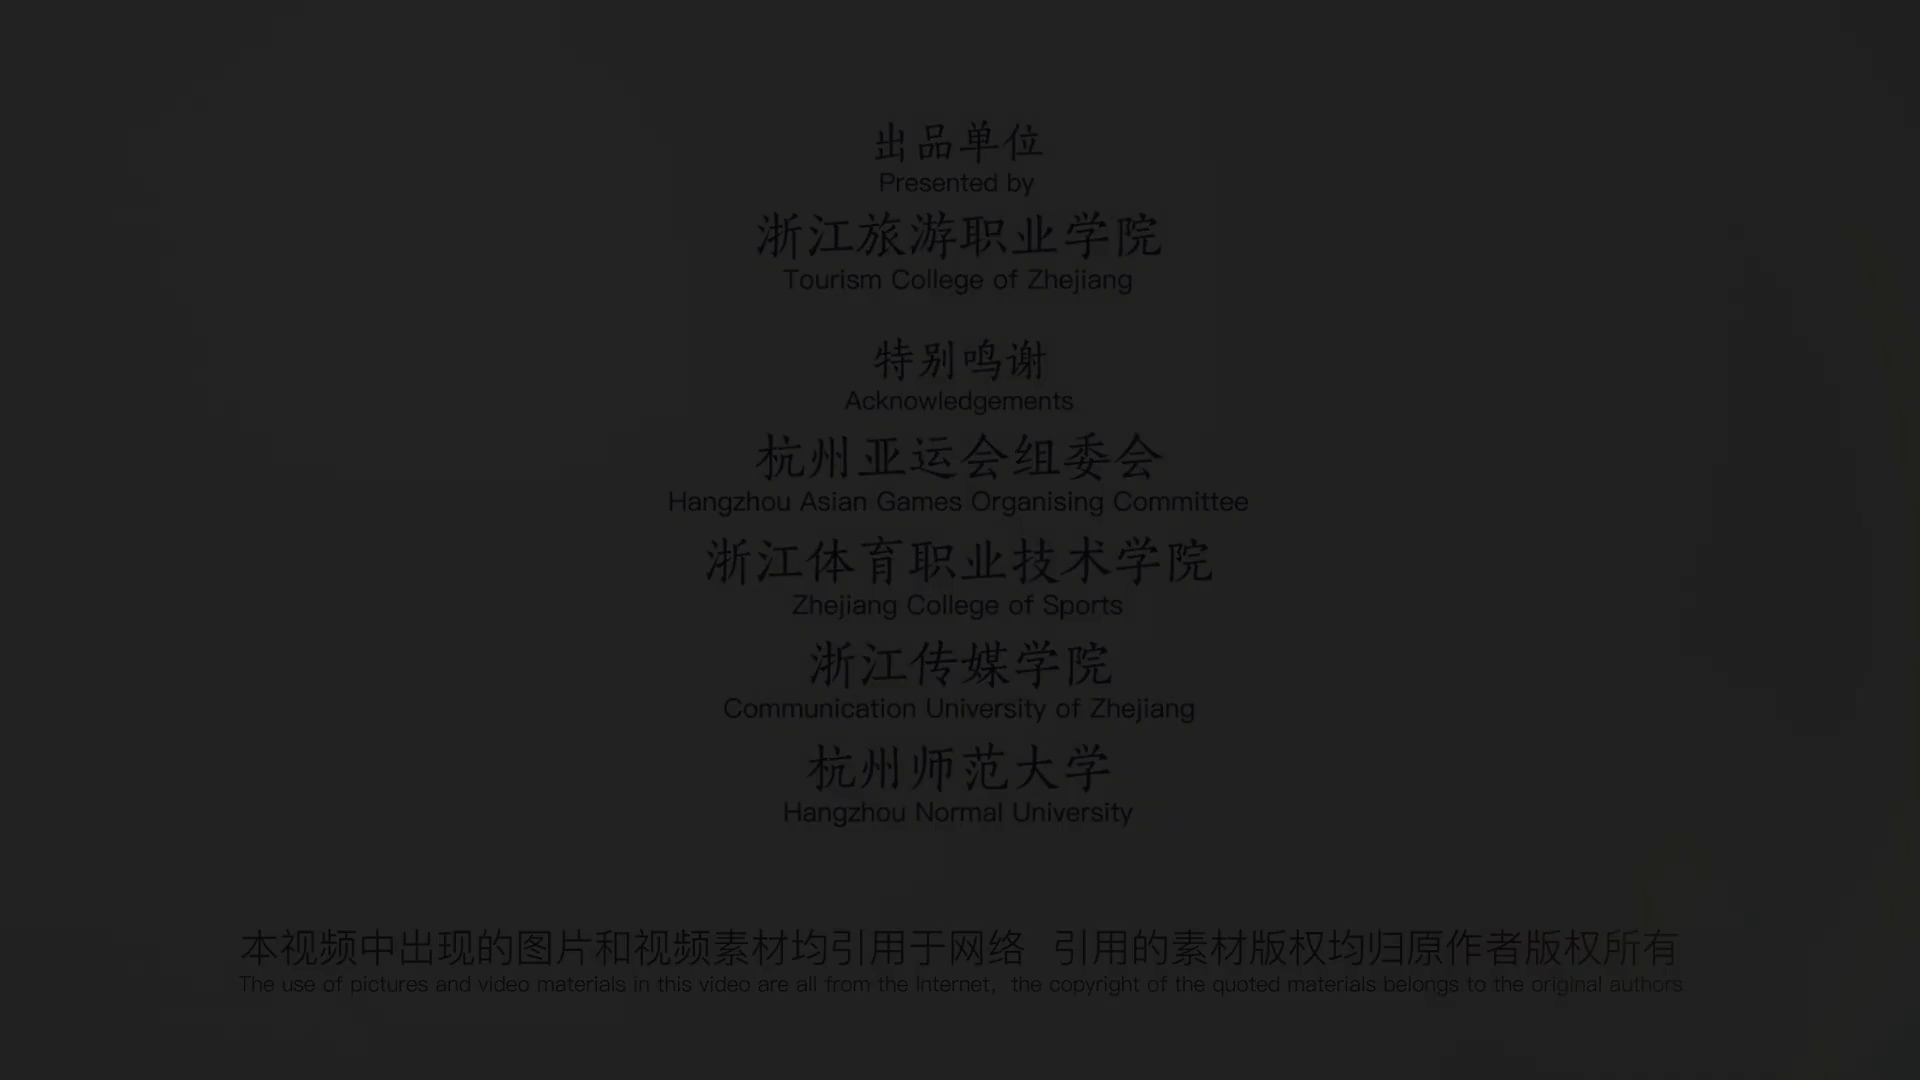 出品单位
Presented by
浙江旅游职业学院
Tourism College of Zhejiang
特别鸣谢
Acknowledgements
杭州亚运会组委会
Hangzhou Asian Games Organising Committee
浙江体育职业技术学院
Zhejiang College of Sports
浙江传媒学院
Communication University of Zhejiang
杭州师范大学
Hangzhou Normal University
本视频中出现的图片和视频素材均引用于网络 引用的素材版权均归原作者版权所有
The use of pictures and video materials in this video are all from the Internet, the copyright of the quoted materials belongs to the original authors